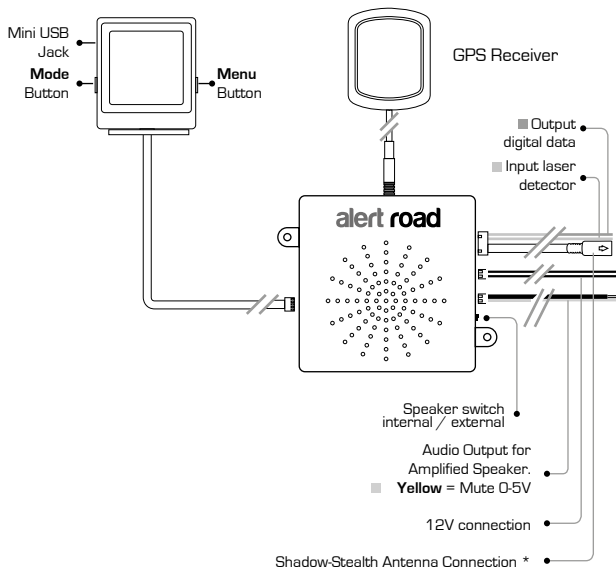 Mini USB
Jack
Mode
Button
Menu
Button
GPS Receiver
Output
digital data
Input laser
detector
alert road
Speaker switch
internal / external
Audio Output for
Amplified Speaker.
Yellow = Mute 0-5V
12V connection
Shadow-Stealth Antenna Connection *